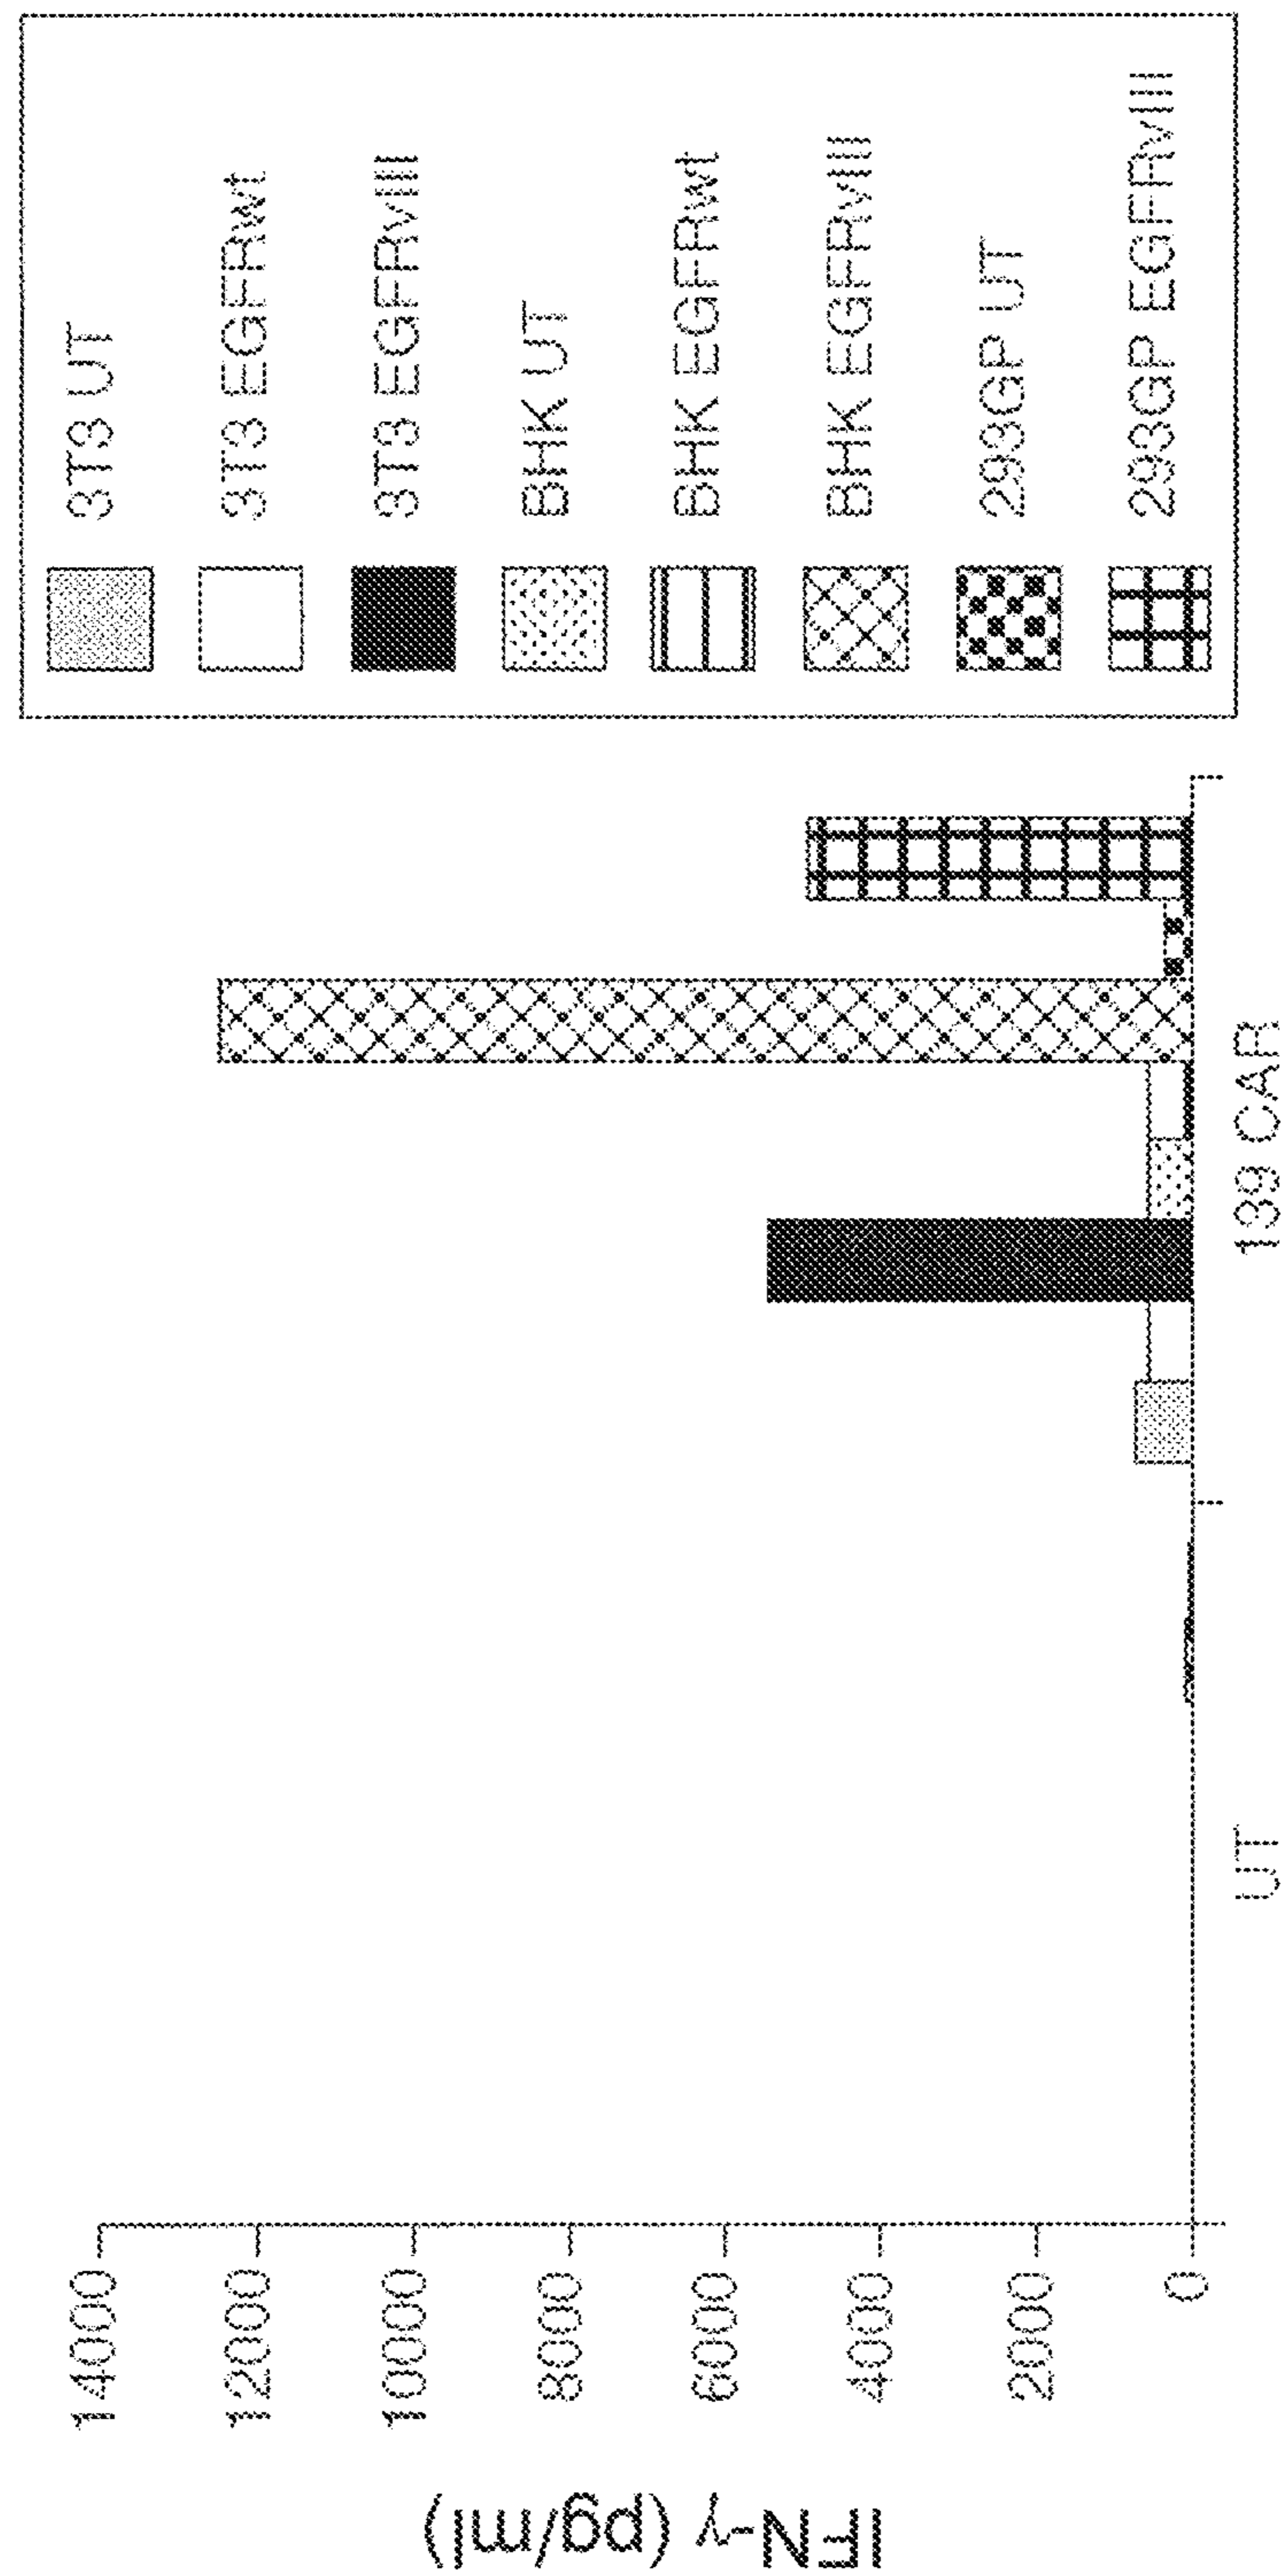 IFN-γ (pg/ml)
14000
12000
10000
8000
6000
4000
2000
0
UT
139 CAR
3T3 UT
3T3 EGFRwt
3T3 EGFRvIII
BHK UT
BHK EGFRwt
BHK EGFRvIII
293GP UT
293GP EGFRvIII